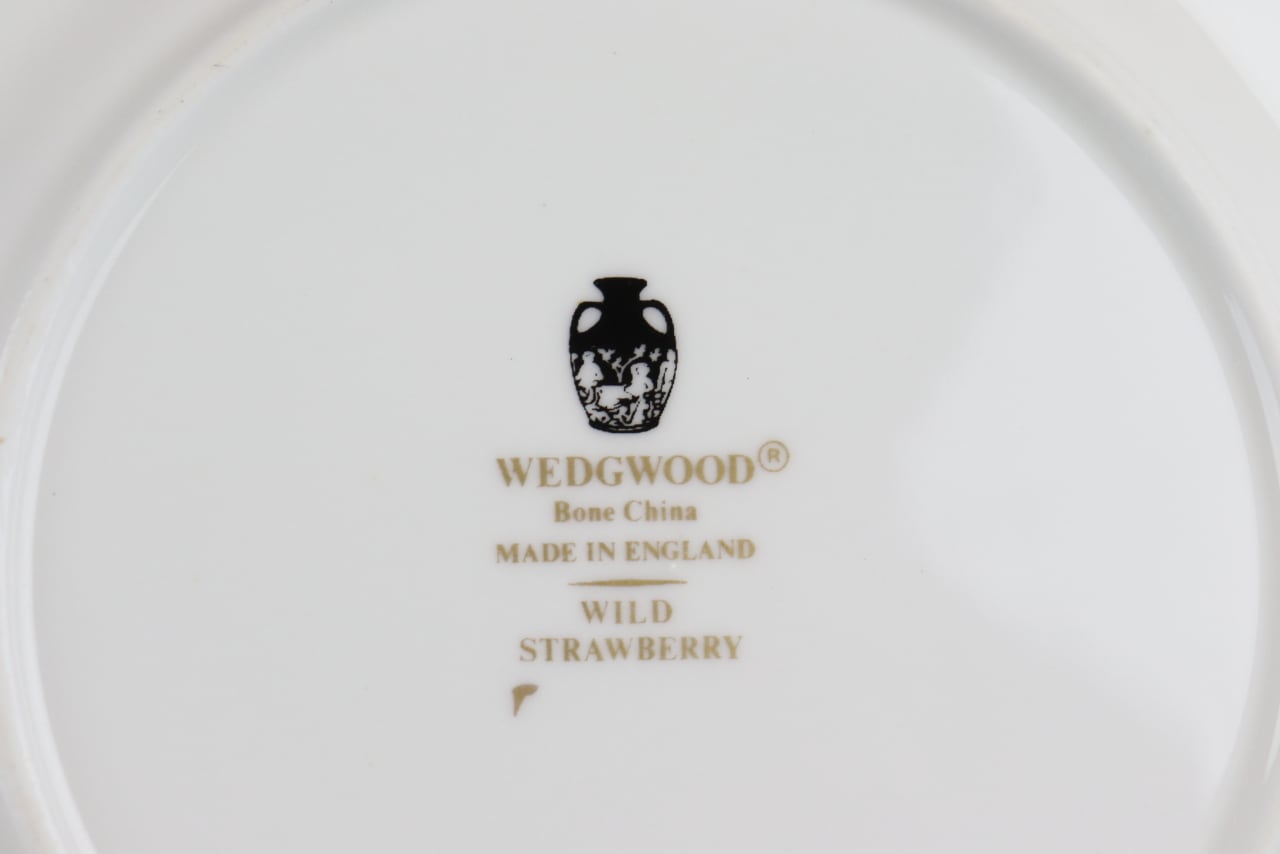 WEDGWOOD®
Bone China
MADE IN ENGLAND
WILD
STRAWBERRY